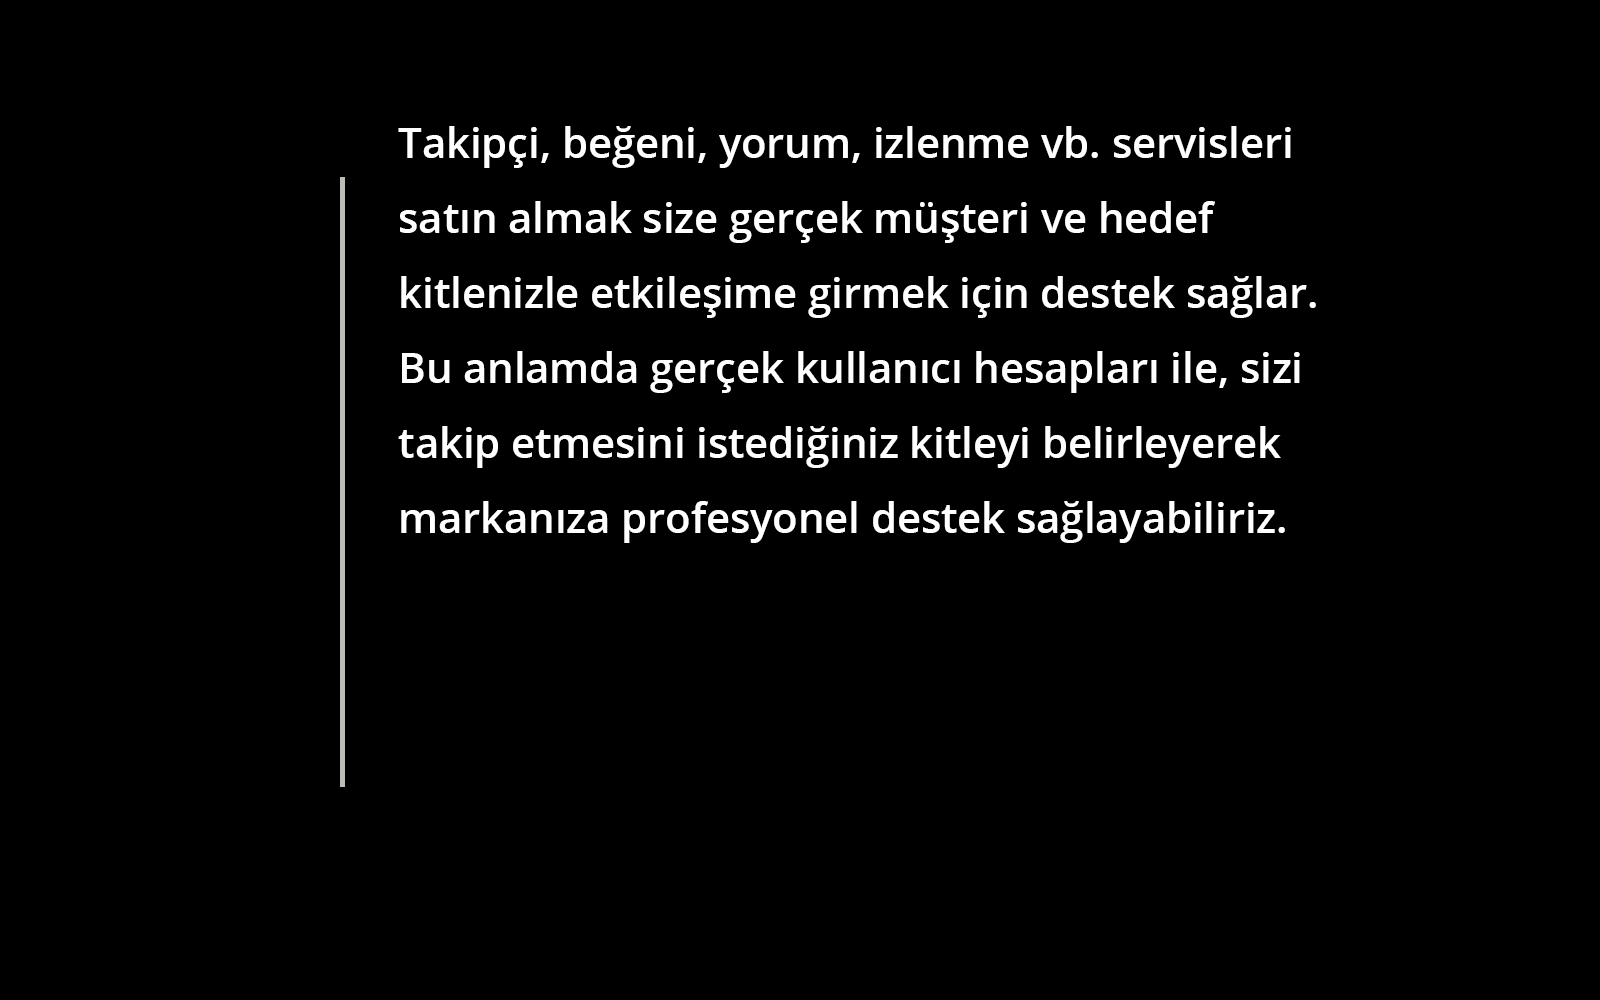 Takipçi, beğeni, yorum, izlenme vb. servisleri
satın almak size gerçek müşteri ve hedef
kitlenizle etkileşime girmek için destek sağlar.
Bu anlamda gerçek kullanıcı hesapları ile, sizi
takip etmesini istediğiniz kitleyi belirleyerek
markanıza profesyonel destek sağlayabiliriz.